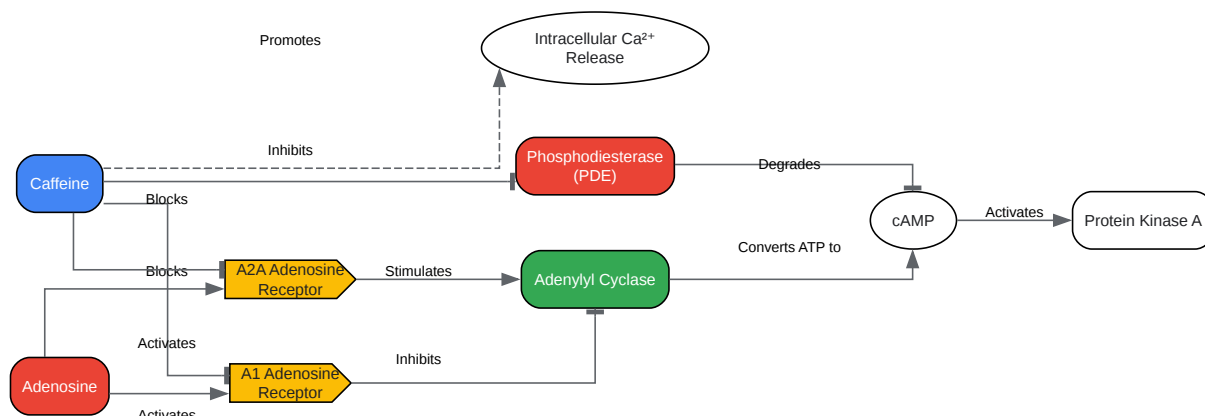 Promotes
Intracellular Ca²⁺
Release
Inhibits
Phosphodiesterase
(PDE)
Degrades
Caffeine
Blocks
cAMP
Activates
Protein Kinase A
Converts ATP to
Blocks
A2A Adenosine
Receptor
Stimulates
Adenylyl Cyclase
Activates
Inhibits
Adenosine
A1 Adenosine
Receptor
Activates